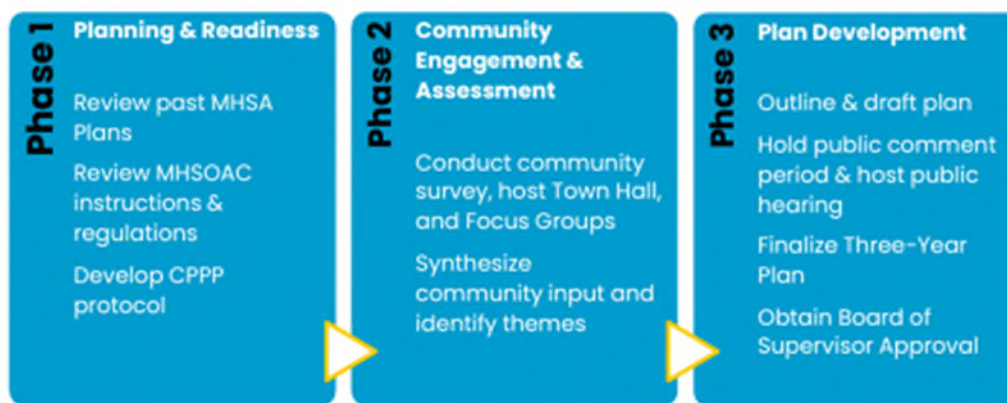 Phase 1
Planning & Readiness
Review past MHSA
Plans
Review MHSOAC
instructions &
regulations
Develop CPPP
protocol
Phase 2
Community
Engagement &
Assessment
Conduct community
survey, host Town Hall,
and Focus Groups
Synthesize
community input and
identify themes
Phase 3
Plan Development
Outline & draft plan
Hold public comment
period & host public
hearing
Finalize Three-Year
Plan
Obtain Board of
Supervisor Approval